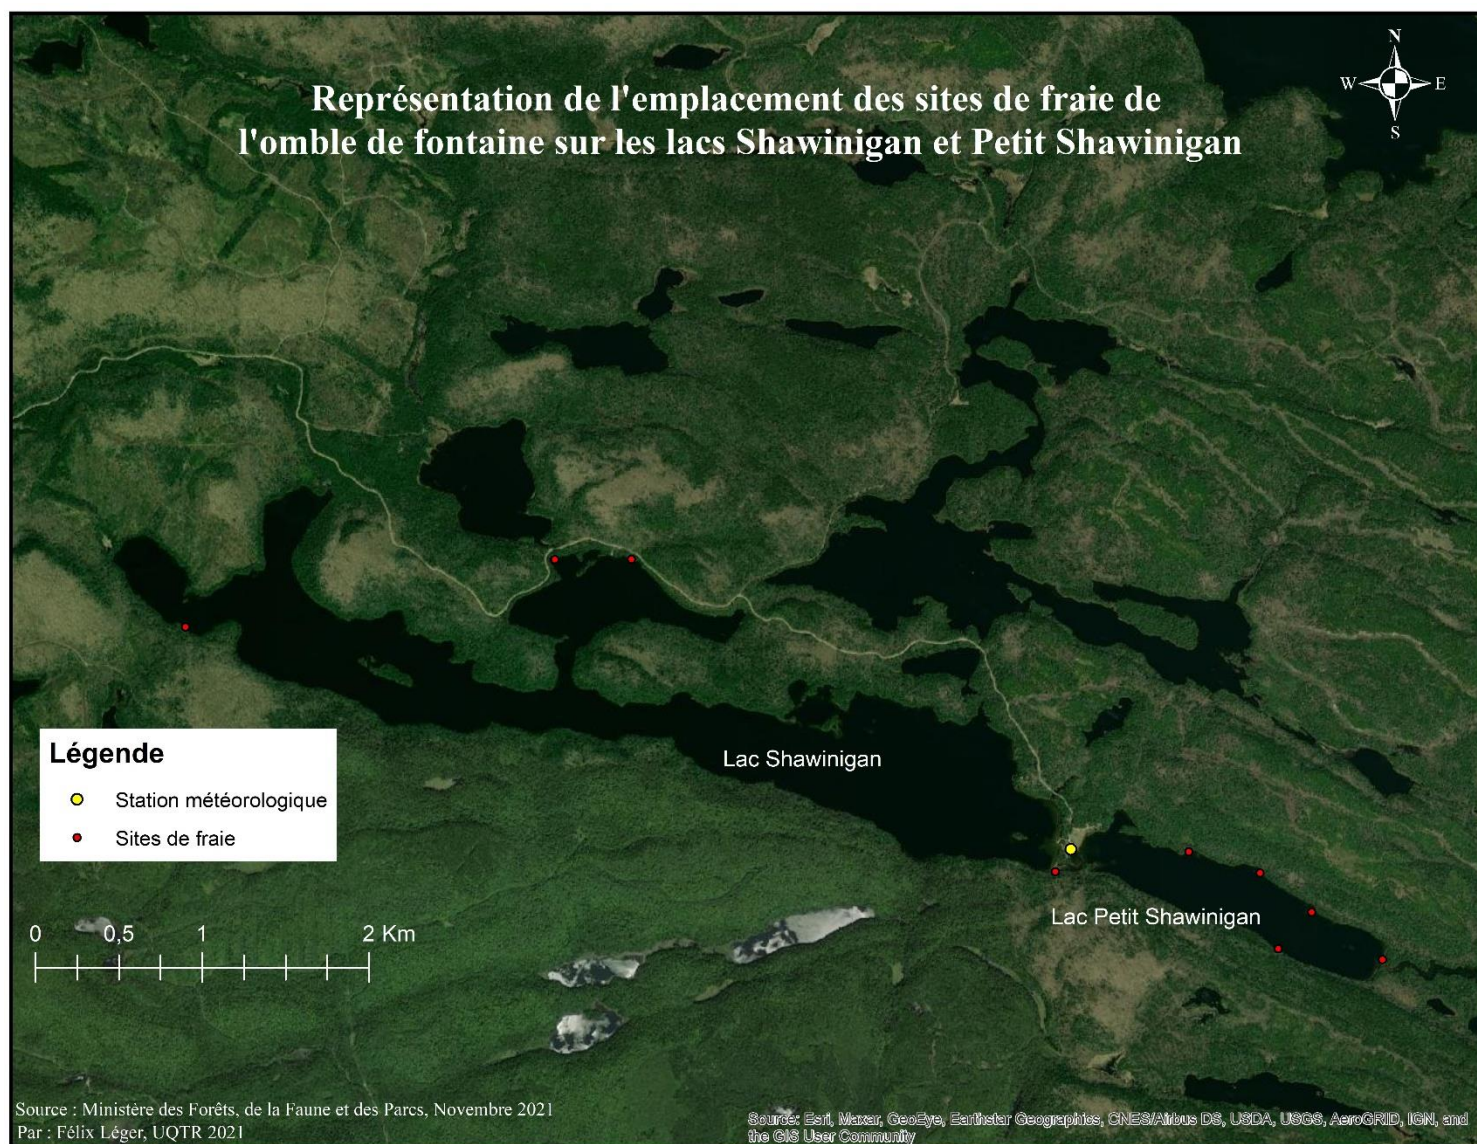 N
W E
S
Représentation de l'emplacement des sites de fraie de
l'omble de fontaine sur les lacs Shawinigan et Petit Shawinigan
Lac Shawinigan
Légende
Station météorologique
Sites de fraie
Lac Petit Shawinigan
0 0,5 1 2 Km
Source : Ministère des Forêts, de la Faune et des Parcs, Novembre 2021
Par : Félix Léger, UQTR 2021
Source: Esri, Maxar, GeoEye, Earthstar Geographics, CNES/Airbus DS, USDA, USGS, AeroGRID, IGN, and
the GIS User Community